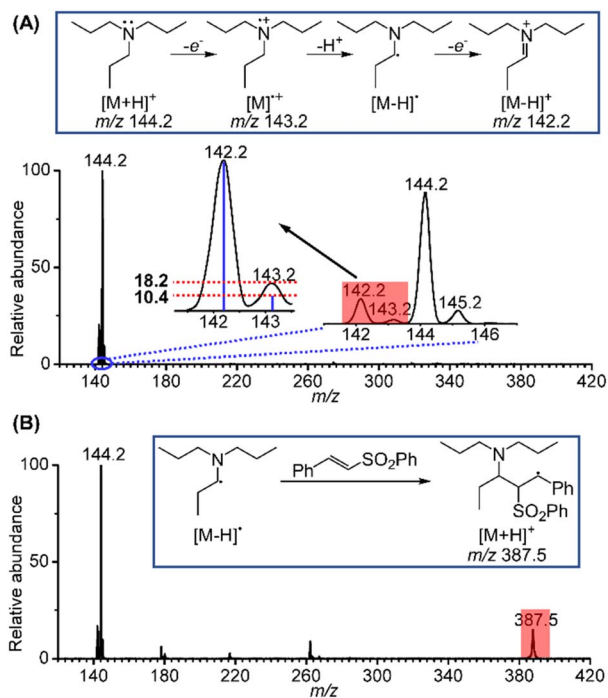 (A)
N N N N
-e- -H+ -e-
[M+H]+ [M]•+ [M-H]• [M-H]+
m/z 144.2 m/z 143.2 m/z 142.2
Relative abundance
100
50
0
144.2
142.2
18.2
10.4
143.2
142 143
144.2
142.2
143.2
145.2
142 144 146
140 180 220 260 300 340 380 420
m/z
(B)
Relative abundance
100
50
0
144.2
N
Ph SO2Ph
N
Ph
SO2Ph
[M-H]•
[M+H]+
m/z 387.5
387.5
140 180 220 260 300 340 380 420
m/z